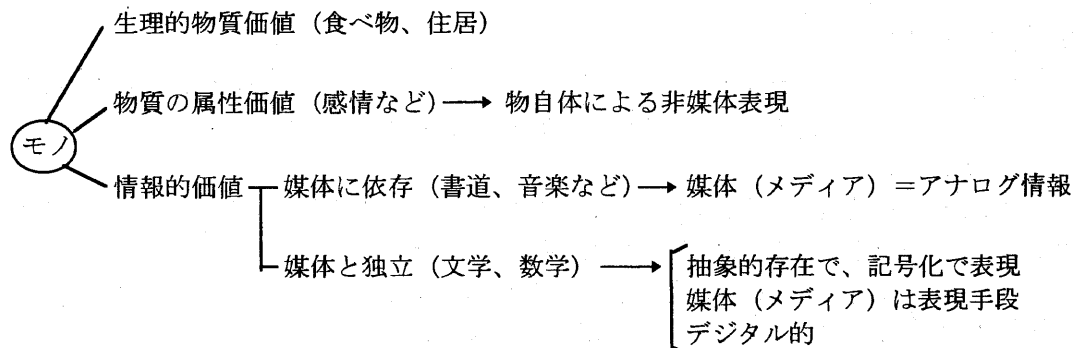 生理的物質価値（食べ物、住居）
物質の属性価値（感情など） 物自体による非媒体表現
モノ
情報的価値 媒体に依存（書道、音楽など） 媒体（メディア）＝アナログ情報
媒体と独立（文学、数学） 抽象的存在で、記号化で表現
媒体（メディア）は表現手段
デジタル的